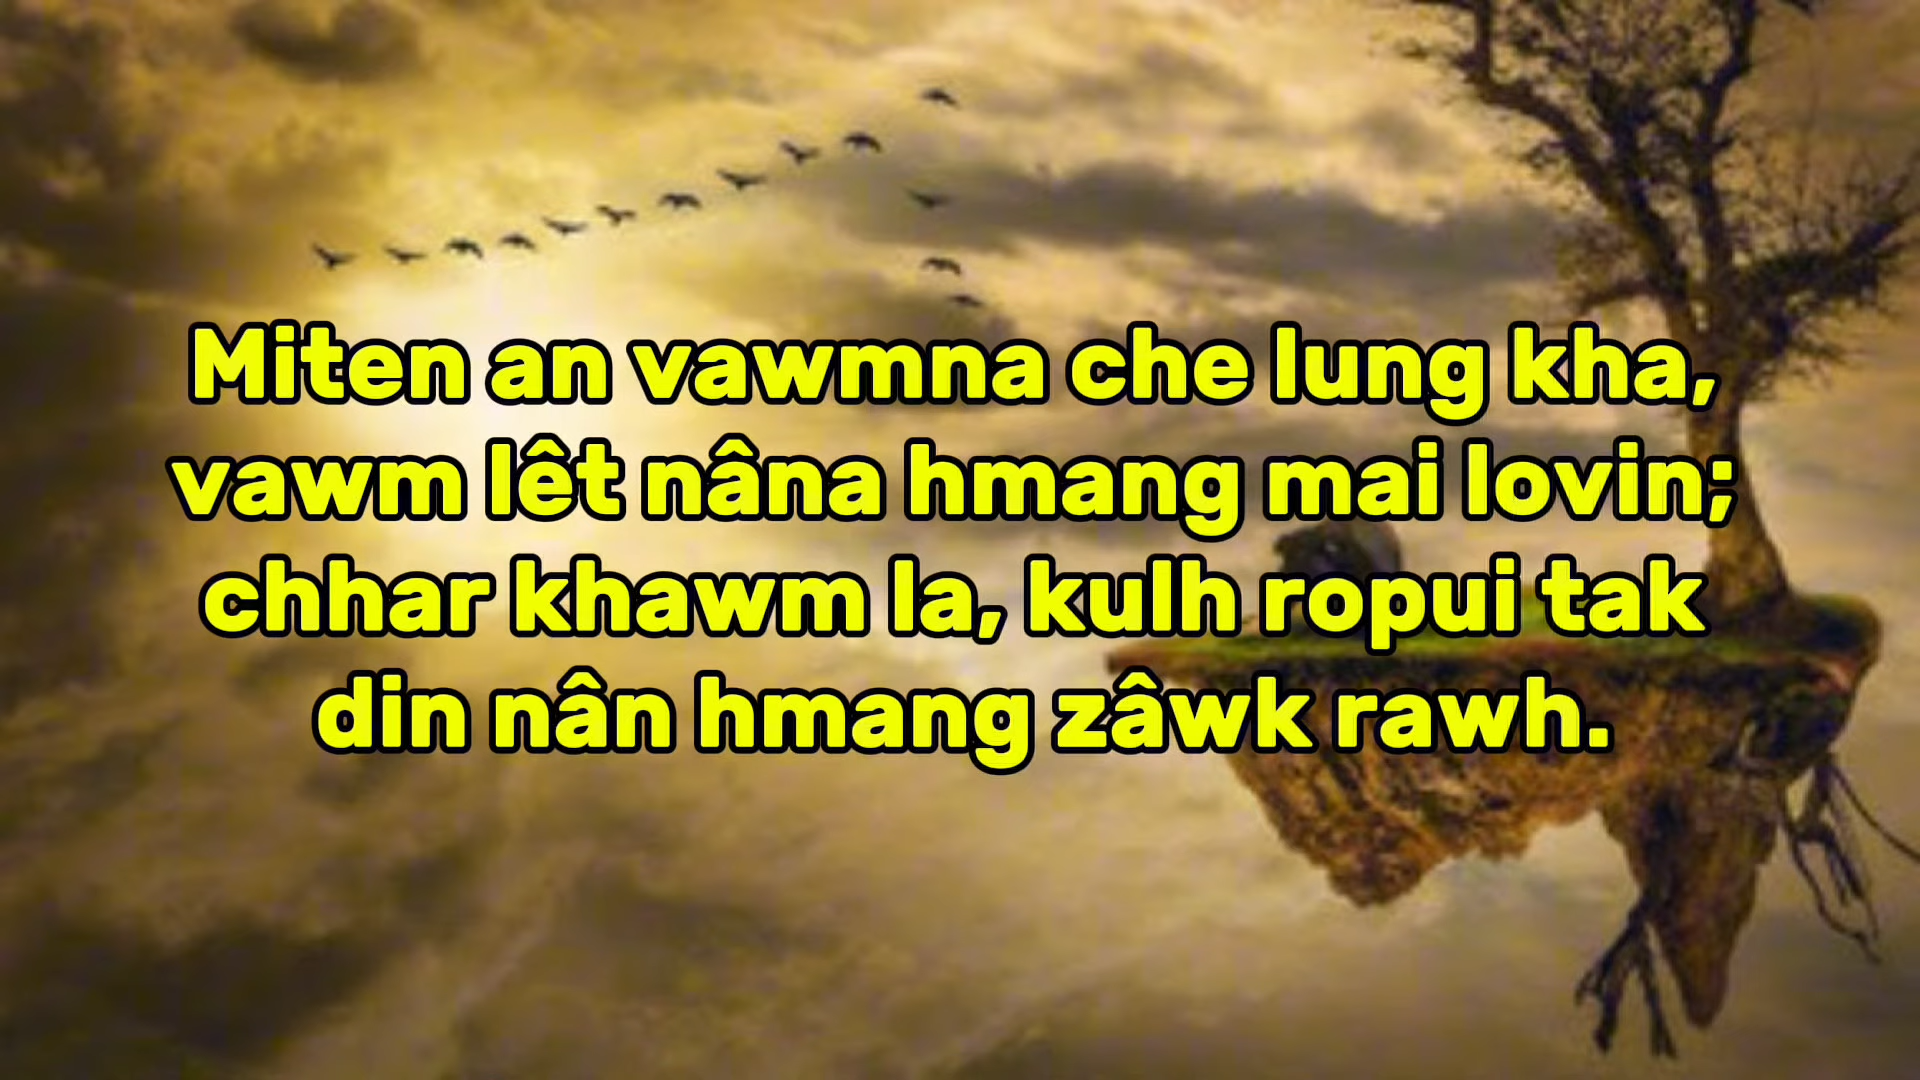 Miten an vawmna che lung kha,
vawm lêt nâna hmang mai lovin;
chhar khawm la, kulh ropui tak
din nân hmang zâwk rawh.